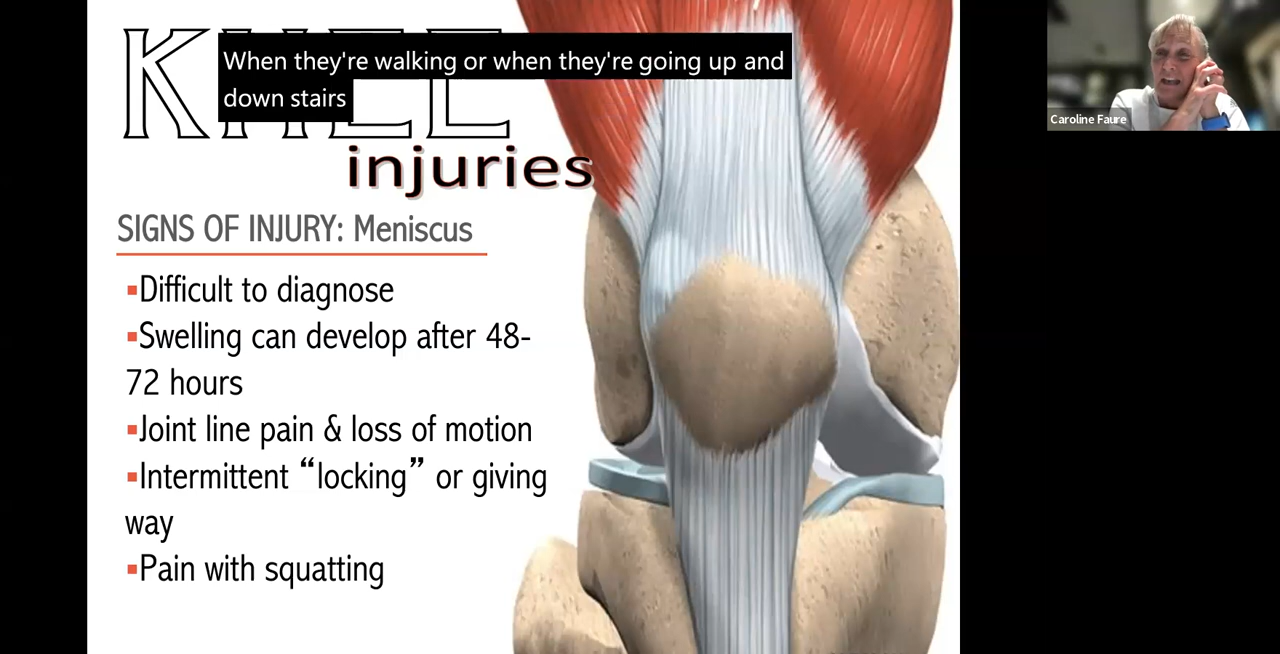 When they're walking or when they're going up and
down stairs
KNEE
injuries
SIGNS OF INJURY: Meniscus
▪Difficult to diagnose
▪Swelling can develop after 48-
72 hours
▪Joint line pain & loss of motion
▪Intermittent “locking” or giving
way
▪Pain with squatting
Caroline Faure